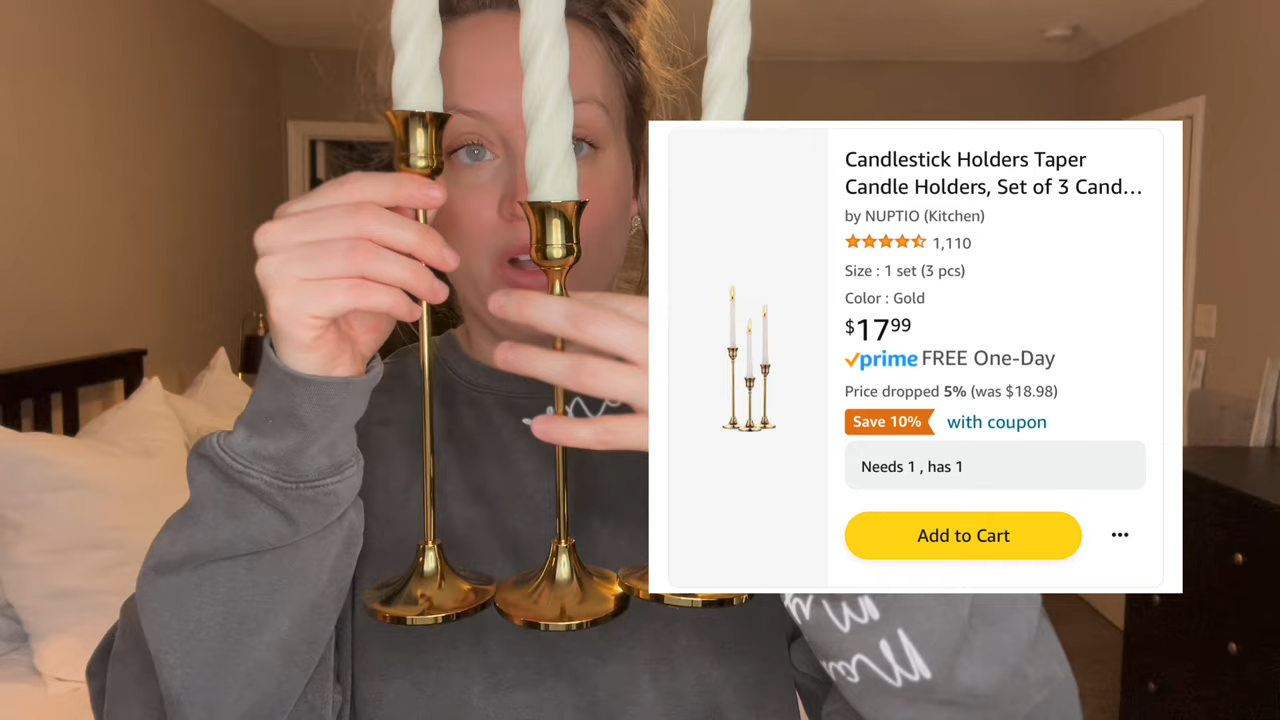 Candlestick Holders Taper
Candle Holders, Set of 3 Cand...
by NUPTIO (Kitchen)
1,110
Size : 1 set (3 pcs)
Color : Gold
$1799
prime FREE One-Day
Price dropped 5% (was $18.98)
Save 10% with coupon
Needs 1 , has 1
Add to Cart